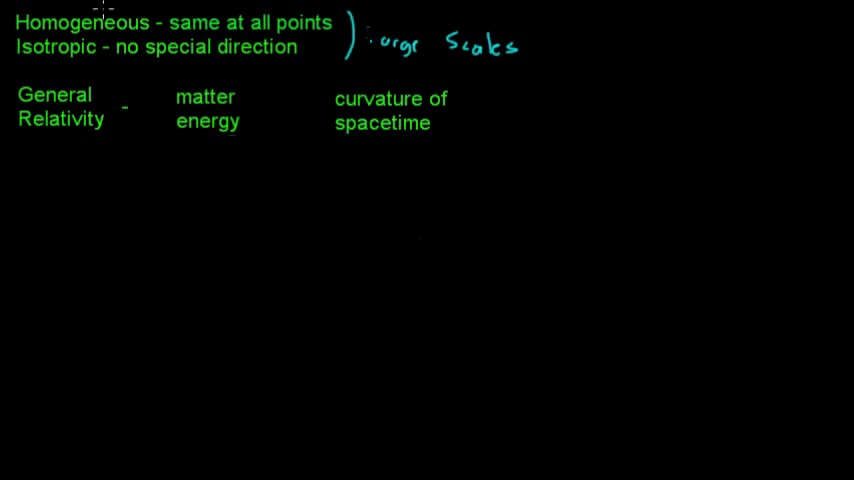 Homogeneous - same at all points
Isotropic - no special direction
) Large Scales
General Relativity -
matter energy
curvature of spacetime